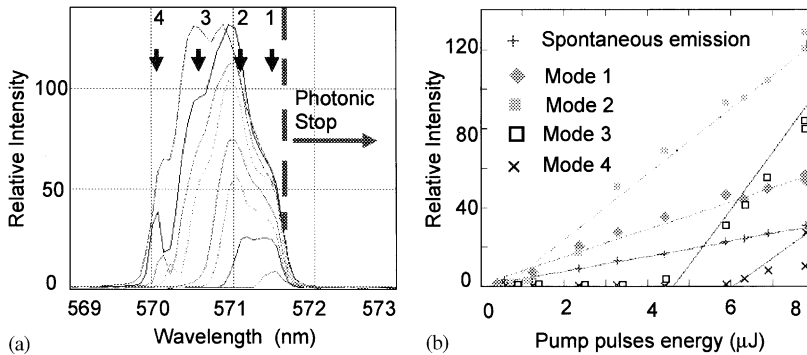 4 3 2 1
Photonic
Stop
Relative Intensity
100
50
0
569 570 571 572 573
Wavelength (nm)
(a)
Spontaneous emission
Mode 1
Mode 2
Mode 3
Mode 4
Relative Intensity
120
80
40
0
0 2 4 6 8
Pump pulses energy (μJ)
(b)